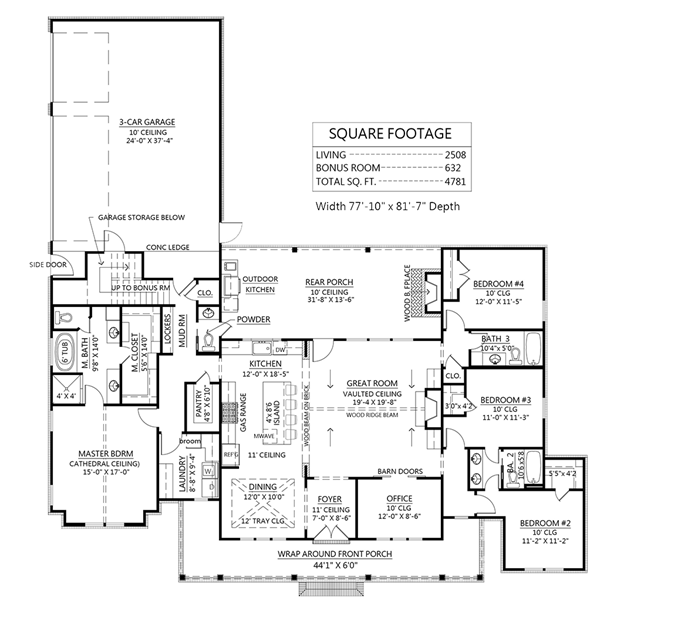 3-CAR GARAGE
10' CEILING
24'-0" X 37'-4"
SQUARE FOOTAGE
LIVING 2508
BONUS ROOM 632
TOTAL SQ. FT. 4781
Width 77'-10" x 81'-7" Depth
GARAGE STORAGE BELOW
CONC LEDGE
SIDE DOOR
UP TO BONUS RM
CLO.
OUTDOOR
KITCHEN
REAR PORCH
10' CEILING
31'-8" X 13'-6"
WOOD B. FPLACE
BEDROOM #4
10' CLG
12'-0" X 11'-5"
POWDER
LOCKERS
MUD RM
M. BATH
9'8" X 14'0"
6' TUB
M. CLOSET
5'6" X 14'0"
4' X 4'
KITCHEN
12'-0" X 18'-5"
DW
BATH 3
10'4"x 5'0"
CLO.
GREAT ROOM
VAULTED CEILING
19'-4 X 19'-8"
WOOD RIDGE BEAM
WOOD BEAM ON BRICK
3'0"x 4'2
BEDROOM #3
10' CLG
11'-0" X 11'-3"
PANTRY
4'8" X 6'10"
GAS RANGE
4'x 8'6
ISLAND
MWAVE
11' CEILING
REF'G
broom
LAUNDRY
8'-8" X 9'-4"
W
D
MASTER BDRM
(CATHEDRAL CEILING)
15'-0" X 17'-0"
BARN DOORS
BA. 2
10'6x5'8
5'5"x 4'2
DINING
12'0" X 10'0"
12' TRAY CLG
FOYER
11' CEILING
7'-0" X 8'-6"
OFFICE
10' CLG
12'-0" X 8'-6"
BEDROOM #2
10' CLG
11'-2" X 11'-2"
WRAP AROUND FRONT PORCH
44'1" X 6'0"